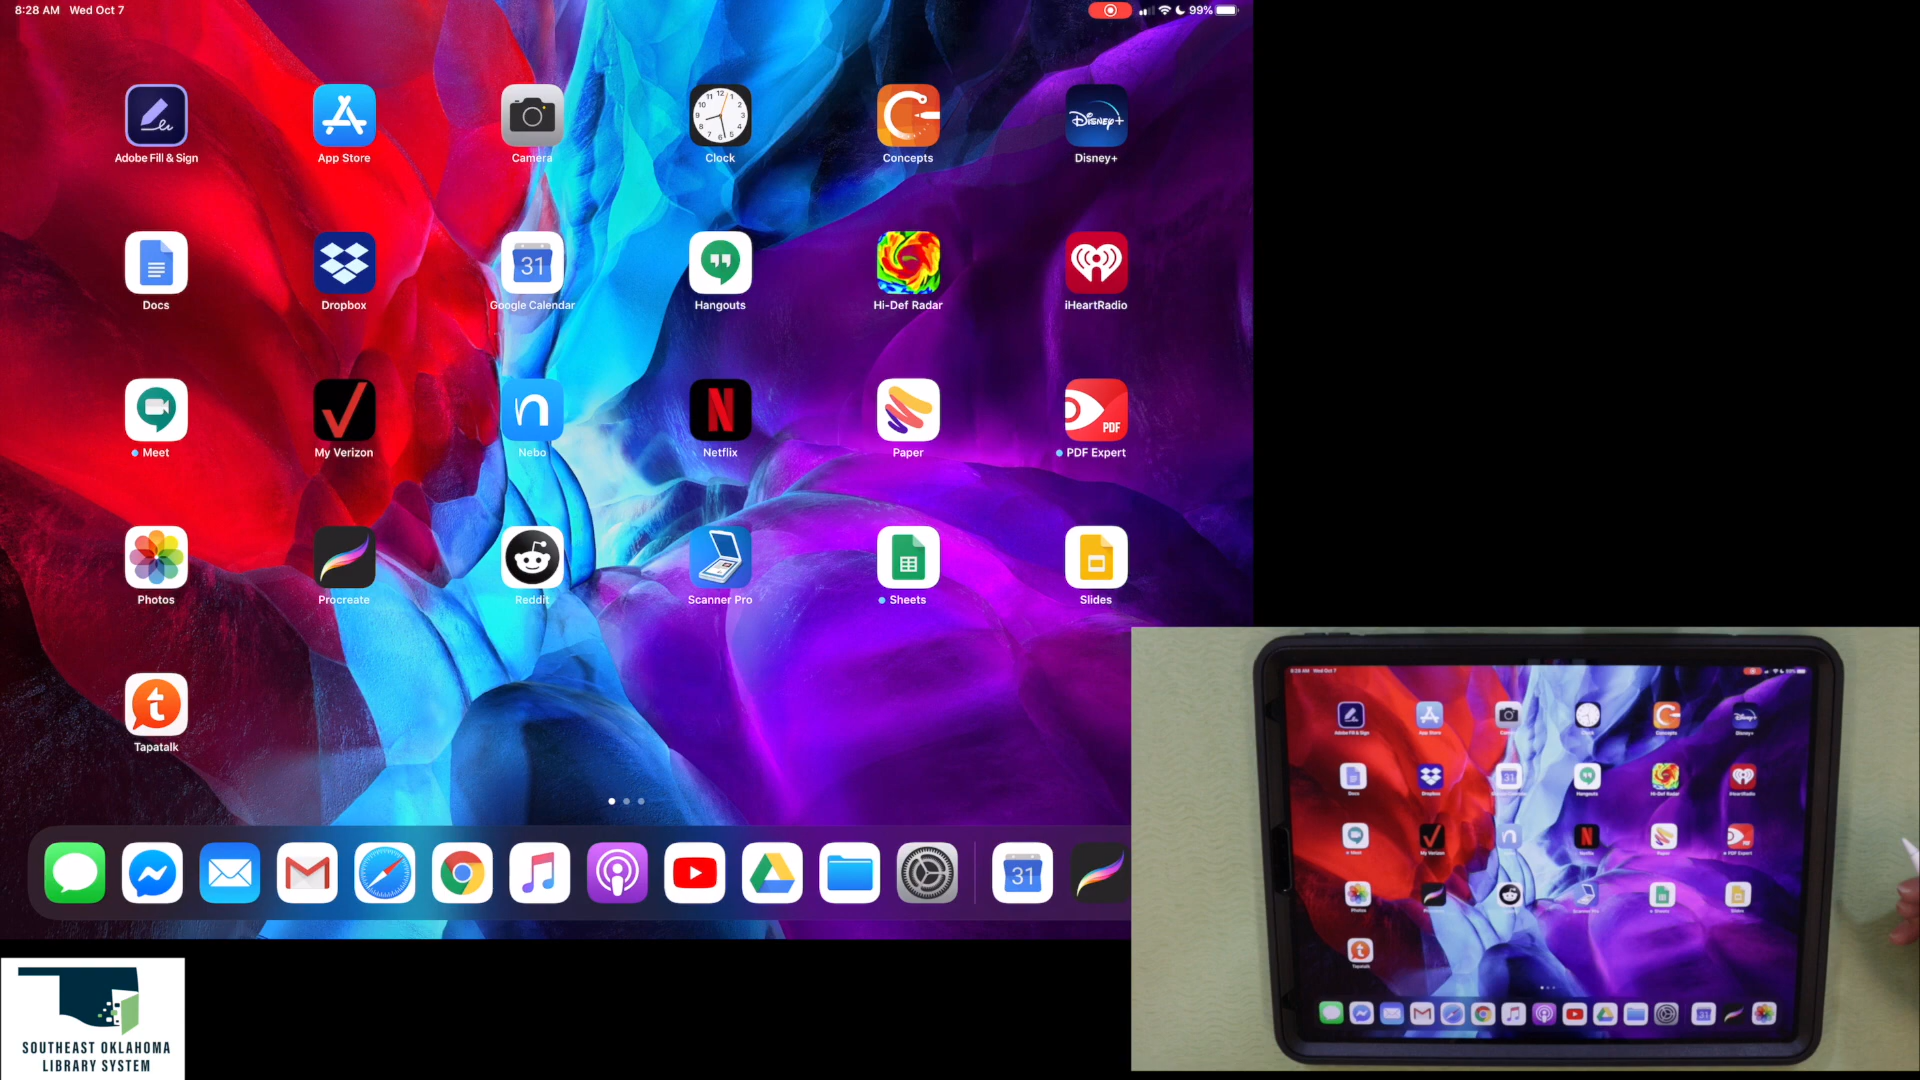 8:28 AM Wed Oct 7
99%
Adobe Fill & Sign
App Store
Camera
Clock
Concepts
Disney+
Docs
Dropbox
Google Calendar
Hangouts
Hi-Def Radar
iHeartRadio
Meet
My Verizon
Nebo
Netflix
Paper
PDF Expert
Photos
Procreate
Reddit
Scanner Pro
Sheets
Slides
Tapatalk
31
PDF
31
SOUTHEAST OKLAHOMA
LIBRARY SYSTEM